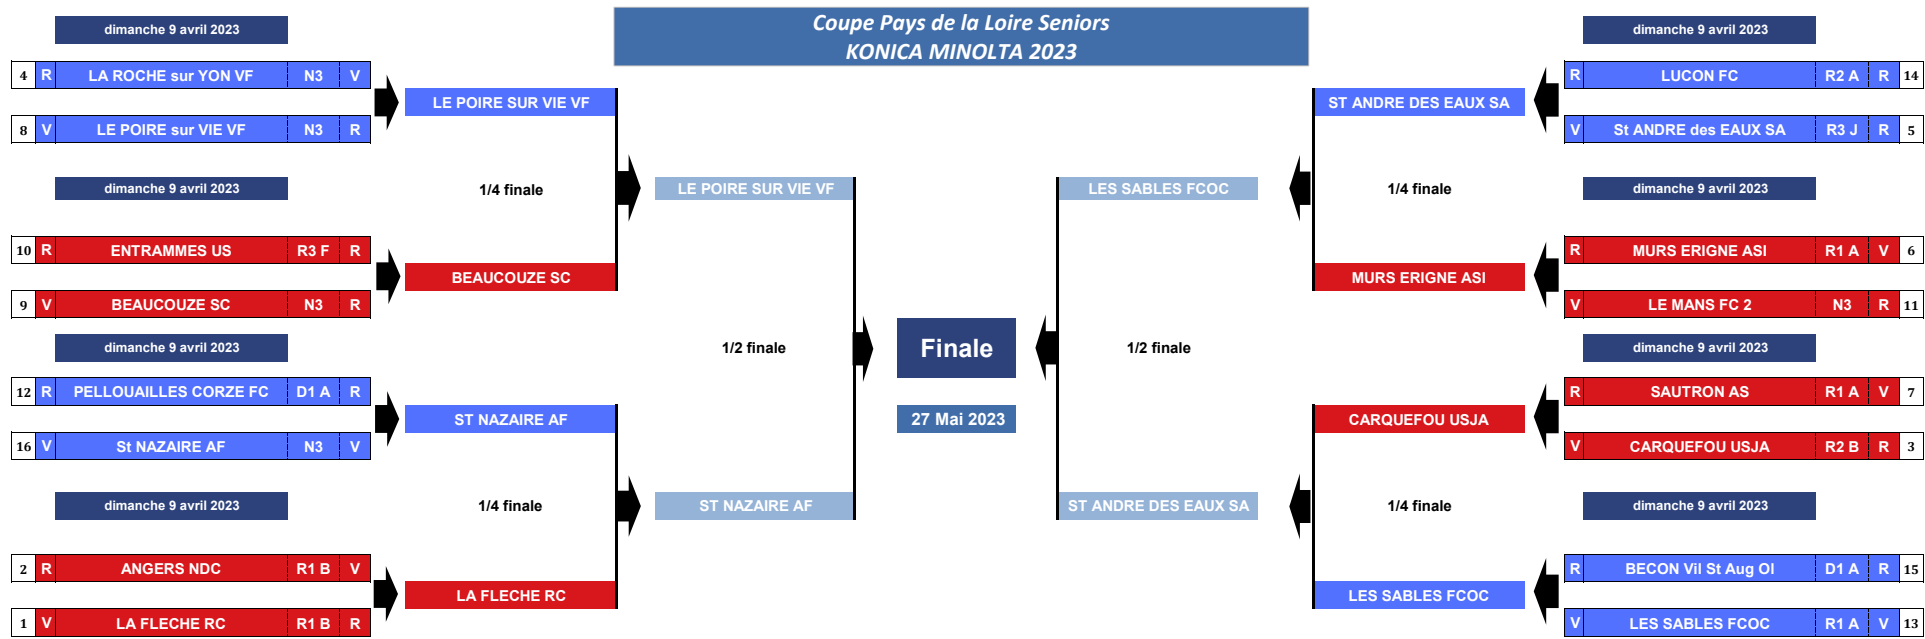 Coupe Pays de la Loire Seniors
KONICA MINOLTA 2023
dimanche 9 avril 2023
4 R LA ROCHE sur YON VF N3 V
8 V LE POIRE sur VIE VF N3 R
dimanche 9 avril 2023
10 R ENTRAMMES US R3 F R
9 V BEAUCOUZE SC N3 R
dimanche 9 avril 2023
12 R PELLOUAILLES CORZE FC D1 A R
16 V St NAZAIRE AF N3 V
dimanche 9 avril 2023
2 R ANGERS NDC R1 B V
1 V LA FLECHE RC R1 B R
LE POIRE SUR VIE VF
1/4 finale
BEAUCOUZE SC
ST NAZAIRE AF
1/4 finale
LA FLECHE RC
LE POIRE SUR VIE VF
1/2 finale
ST NAZAIRE AF
Finale
27 Mai 2023
LES SABLES FCOC
1/2 finale
ST ANDRE DES EAUX SA
ST ANDRE DES EAUX SA
1/4 finale
MURS ERIGNE ASI
CARQUEFOU USJA
1/4 finale
LES SABLES FCOC
dimanche 9 avril 2023
R LUCON FC R2 A R 14
V St ANDRE des EAUX SA R3 J R 5
dimanche 9 avril 2023
R MURS ERIGNE ASI R1 A V 6
V LE MANS FC 2 N3 R 11
dimanche 9 avril 2023
R SAUTRON AS R1 A V 7
V CARQUEFOU USJA R2 B R 3
dimanche 9 avril 2023
R BECON Vil St Aug Ol D1 A R 15
V LES SABLES FCOC R1 A V 13